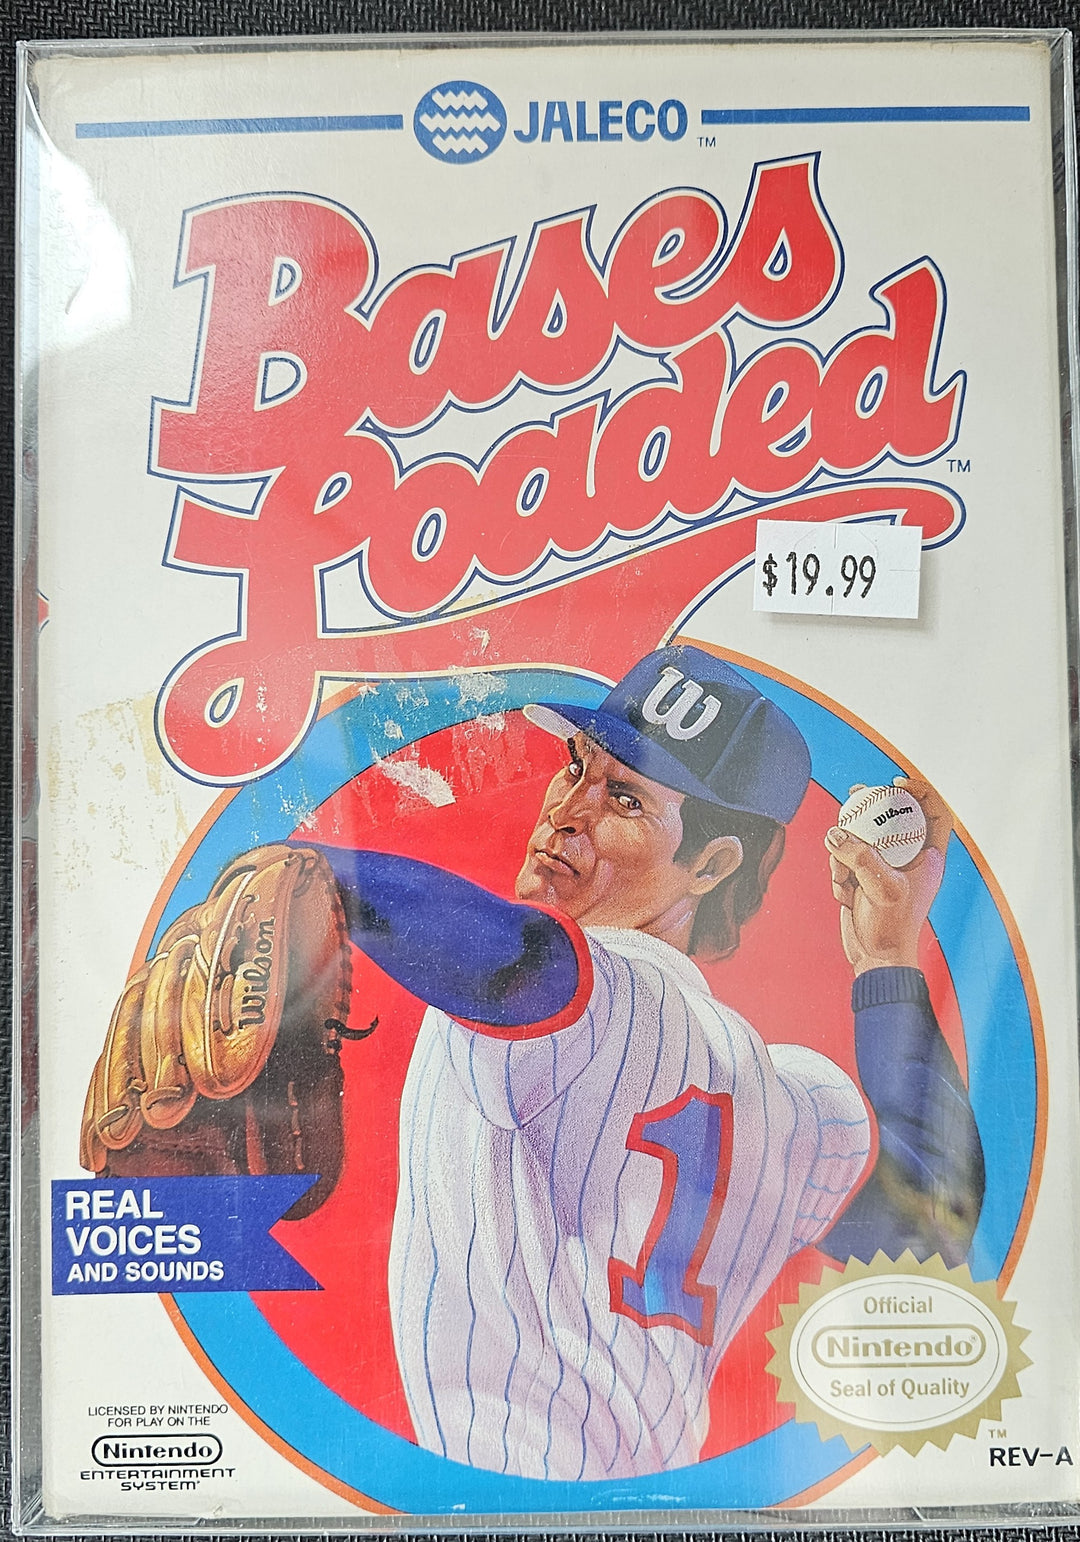 JALECO TM
Bases
Loaded TM
$19.99
W
Wilson
Wilson
1
REAL
VOICES
AND SOUNDS
Official
Nintendo®
Seal of Quality
TM
REV-A
LICENSED BY NINTENDO
FOR PLAY ON THE
Nintendo
ENTERTAINMENT
SYSTEM®